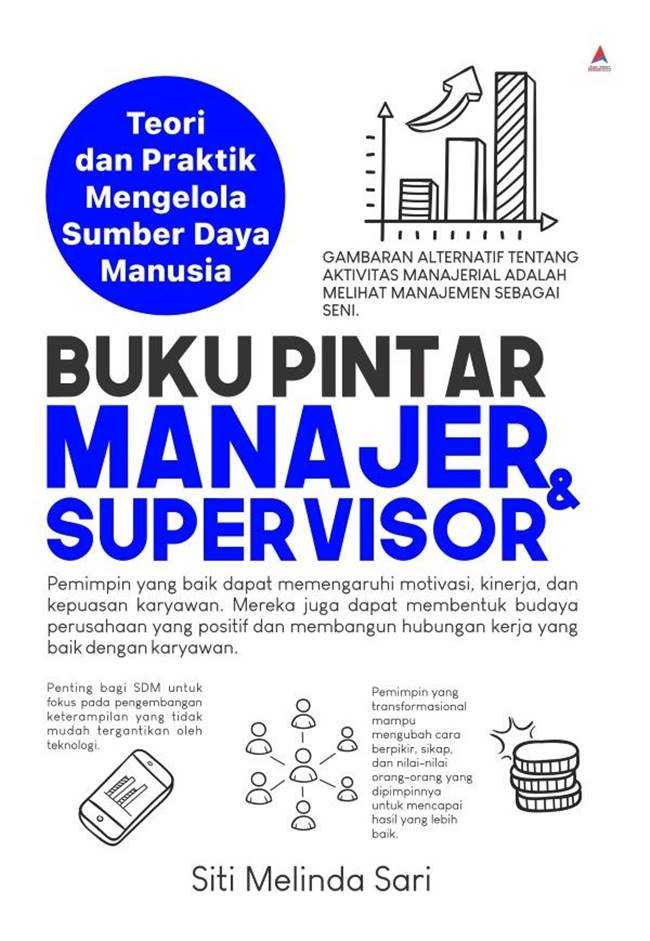 Teori
dan Praktik
Mengelola
Sumber Daya
Manusia
GAMBARAN ALTERNATIF TENTANG
AKTIVITAS MANAJERIAL ADALAH
MELIHAT MANAJEMEN SEBAGAI
SENI.
BUKU PINTAR
MANAJER
&
SUPERVISOR
Pemimpin yang baik dapat memengaruhi motivasi, kinerja, dan
kepuasan karyawan. Mereka juga dapat membentuk budaya
perusahaan yang positif dan membangun hubungan kerja yang
baik dengan karyawan.
Penting bagi SDM untuk
fokus pada pengembangan
keterampilan yang tidak
mudah tergantikan oleh
teknologi.
Pemimpin yang
transformasional
mampu
mengubah cara
berpikir, sikap,
dan nilai-nilai
orang-orang yang
dipimpinnya
untuk mencapai
hasil yang lebih
baik.
Siti Melinda Sari